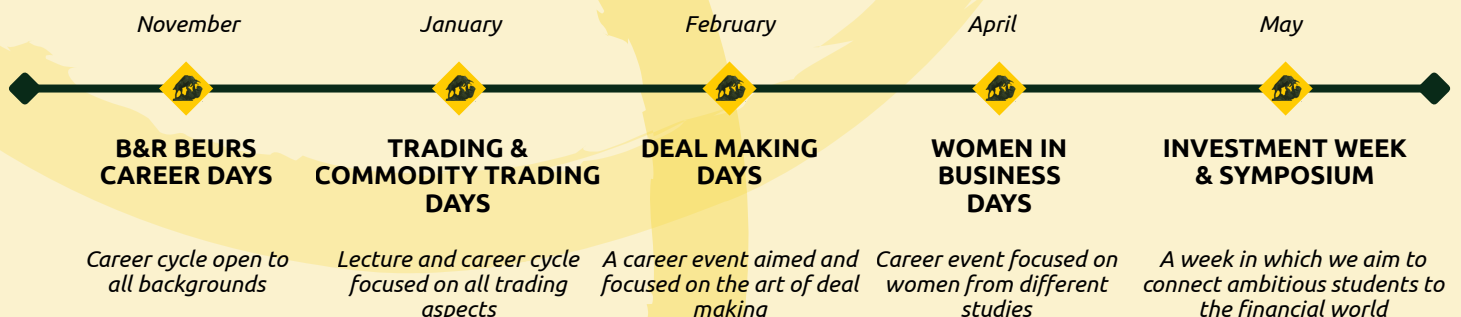 November
January
February
April
May
B&R BEURS
CAREER DAYS
TRADING &
COMMODITY TRADING
DAYS
DEAL MAKING
DAYS
WOMEN IN
BUSINESS
DAYS
INVESTMENT WEEK
& SYMPOSIUM
Career cycle open to
all backgrounds
Lecture and career cycle
focused on all trading
aspects
A career event aimed and
focused on the art of deal
making
Career event focused on
women from different
studies
A week in which we aim to
connect ambitious students to
the financial world